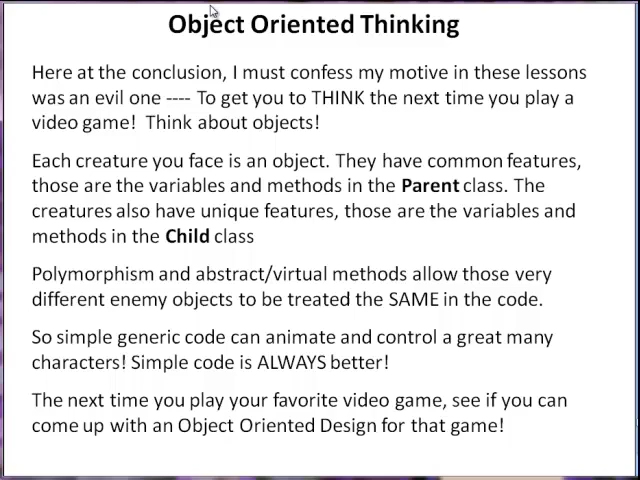 Object Oriented Thinking
Here at the conclusion, I must confess my motive in these lessons
was an evil one ---- To get you to THINK the next time you play a
video game!  Think about objects!
Each creature you face is an object. They have common features,
those are the variables and methods in the Parent class. The
creatures also have unique features, those are the variables and
methods in the Child class
Polymorphism and abstract/virtual methods allow those very
different enemy objects to be treated the SAME in the code.
So simple generic code can animate and control a great many
characters! Simple code is ALWAYS better!
The next time you play your favorite video game, see if you can
come up with an Object Oriented Design for that game!